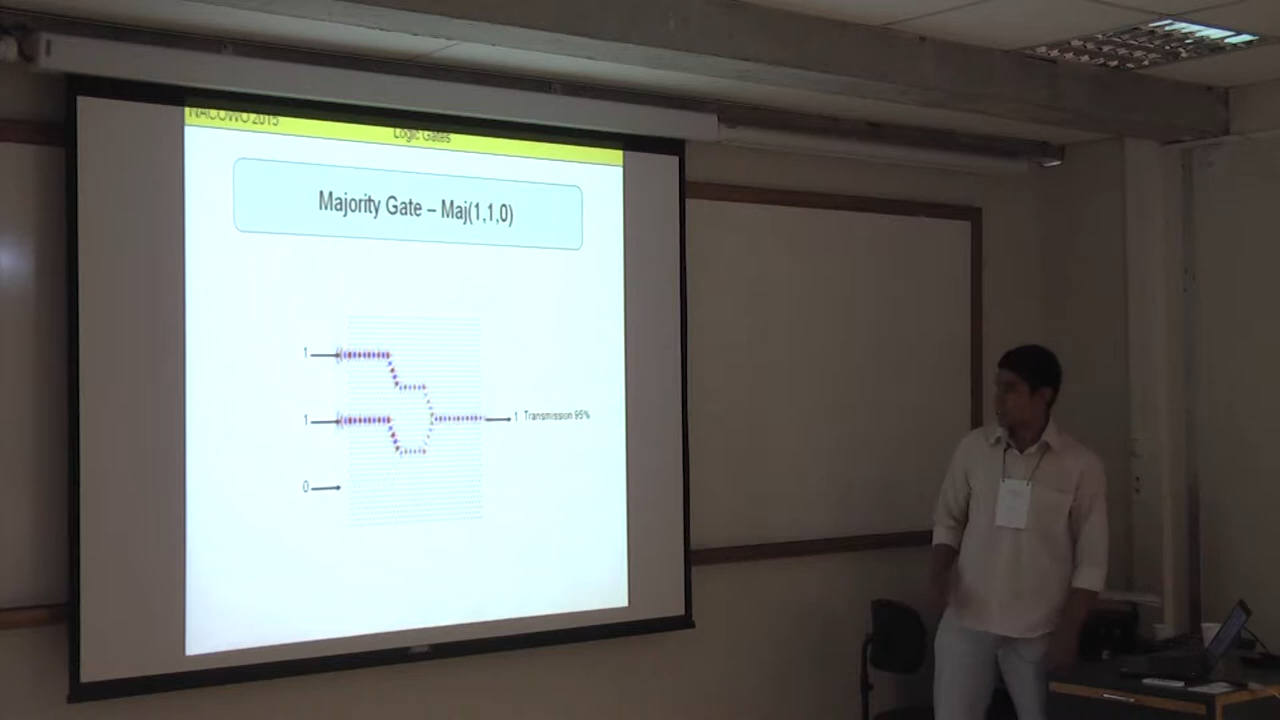 NACOWO 2015
Logic Gates
Majority Gate – Maj(1,1,0)
1
1
1 Transmission 95%
0